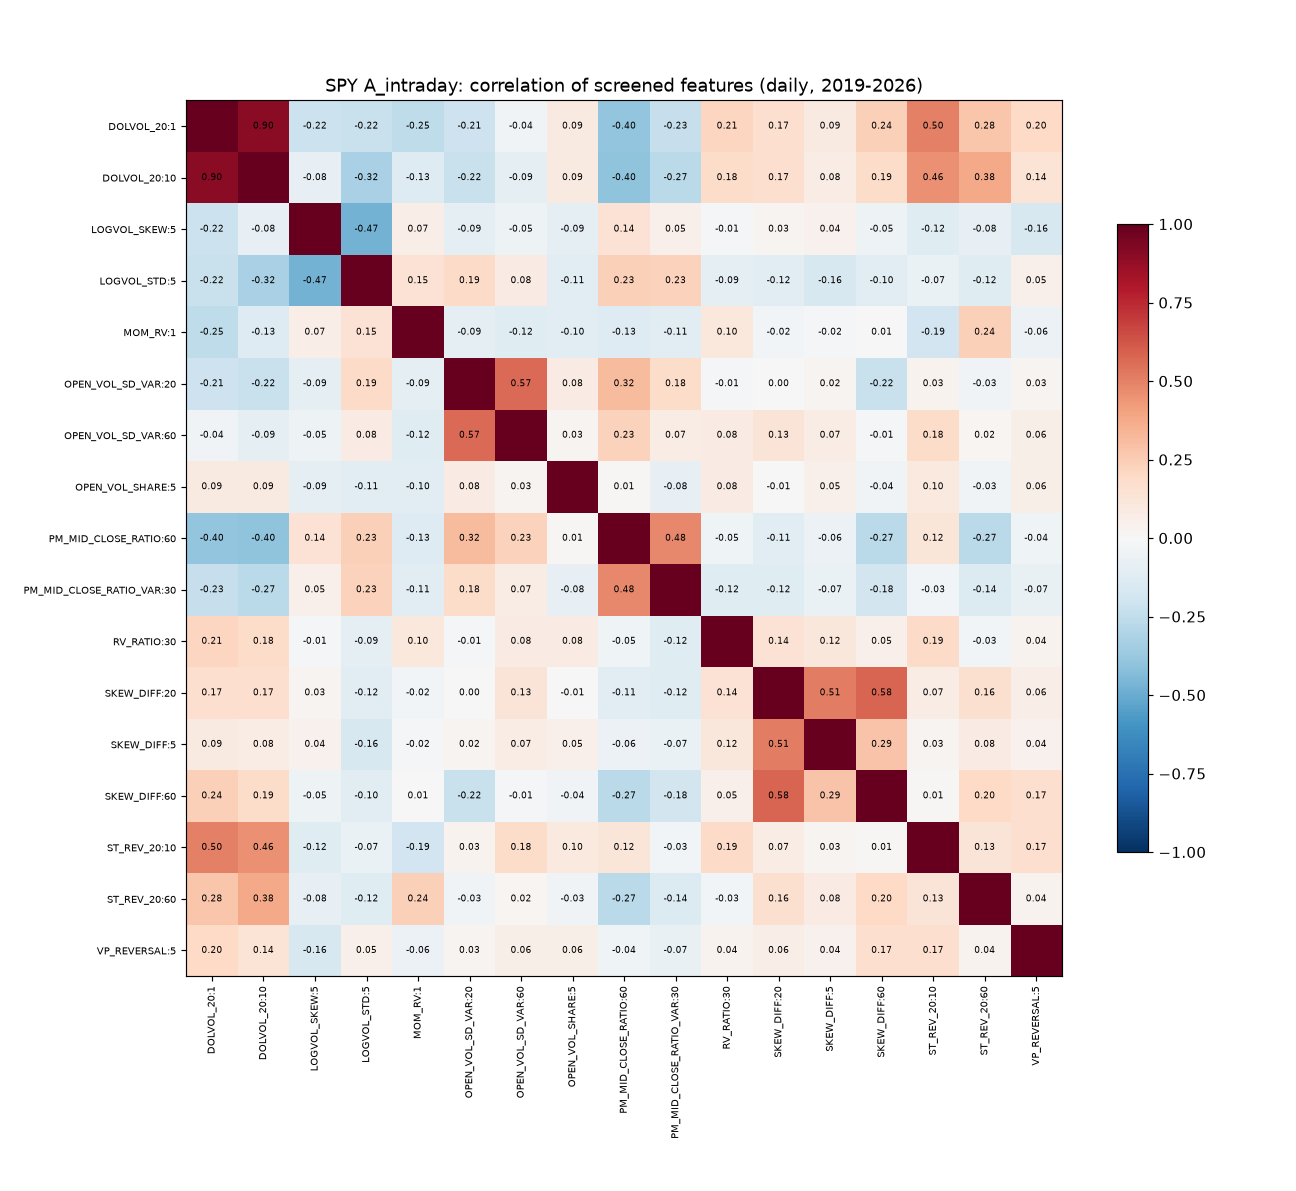 SPY A_intraday: correlation of screened features (daily, 2019-2026)
DOLVOL_20:1 0.90 -0.22 -0.22 -0.25 -0.21 -0.04 0.09 -0.40 -0.23 0.21 0.17 0.09 0.24 0.50 0.28 0.20
DOLVOL_20:10 0.90 -0.08 -0.32 -0.13 -0.22 -0.09 0.09 -0.40 -0.27 0.18 0.17 0.08 0.19 0.46 0.38 0.14
LOGVOL_SKEW:5 -0.22 -0.08 -0.47 0.07 -0.09 -0.05 -0.09 0.14 0.05 -0.01 0.03 0.04 -0.05 -0.12 -0.08 -0.16
LOGVOL_STD:5 -0.22 -0.32 -0.47 0.15 0.19 0.08 -0.11 0.23 0.23 -0.09 -0.12 -0.16 -0.10 -0.07 -0.12 0.05
MOM_RV:1 -0.25 -0.13 0.07 0.15 -0.09 -0.12 -0.10 -0.13 -0.11 0.10 -0.02 -0.02 0.01 -0.19 0.24 -0.06
OPEN_VOL_SD_VAR:20 -0.21 -0.22 -0.09 0.19 -0.09 0.57 0.08 0.32 0.18 -0.01 0.00 0.02 -0.22 0.03 -0.03 0.03
OPEN_VOL_SD_VAR:60 -0.04 -0.09 -0.05 0.08 -0.12 0.57 0.03 0.23 0.07 0.08 0.13 0.07 -0.01 0.18 0.02 0.06
OPEN_VOL_SHARE:5 0.09 0.09 -0.09 -0.11 -0.10 0.08 0.03 0.01 -0.08 0.08 -0.01 0.05 -0.04 0.10 -0.03 0.06
PM_MID_CLOSE_RATIO:60 -0.40 -0.40 0.14 0.23 -0.13 0.32 0.23 0.01 0.48 -0.05 -0.11 -0.06 -0.27 0.12 -0.27 -0.04
PM_MID_CLOSE_RATIO_VAR:30 -0.23 -0.27 0.05 0.23 -0.11 0.18 0.07 -0.08 0.48 -0.12 -0.12 -0.07 -0.18 -0.03 -0.14 -0.07
RV_RATIO:30 0.21 0.18 -0.01 -0.09 0.10 -0.01 0.08 0.08 -0.05 -0.12 0.14 0.12 0.05 0.19 -0.03 0.04
SKEW_DIFF:20 0.17 0.17 0.03 -0.12 -0.02 0.00 0.13 -0.01 -0.11 -0.12 0.14 0.51 0.58 0.07 0.16 0.06
SKEW_DIFF:5 0.09 0.08 0.04 -0.16 -0.02 0.02 0.07 0.05 -0.06 -0.07 0.12 0.51 0.29 0.03 0.08 0.04
SKEW_DIFF:60 0.24 0.19 -0.05 -0.10 0.01 -0.22 -0.01 -0.04 -0.27 -0.18 0.05 0.58 0.29 0.01 0.20 0.17
ST_REV_20:10 0.50 0.46 -0.12 -0.07 -0.19 0.03 0.18 0.10 0.12 -0.03 0.19 0.07 0.03 0.01 0.13 0.17
ST_REV_20:60 0.28 0.38 -0.08 -0.12 0.24 -0.03 0.02 -0.03 -0.27 -0.14 -0.03 0.16 0.08 0.20 0.13 0.04
VP_REVERSAL:5 0.20 0.14 -0.16 0.05 -0.06 0.03 0.06 0.06 -0.04 -0.07 0.04 0.06 0.04 0.17 0.17 0.04
DOLVOL_20:1
DOLVOL_20:10
LOGVOL_SKEW:5
LOGVOL_STD:5
MOM_RV:1
OPEN_VOL_SD_VAR:20
OPEN_VOL_SD_VAR:60
OPEN_VOL_SHARE:5
PM_MID_CLOSE_RATIO:60
PM_MID_CLOSE_RATIO_VAR:30
RV_RATIO:30
SKEW_DIFF:20
SKEW_DIFF:5
SKEW_DIFF:60
ST_REV_20:10
ST_REV_20:60
VP_REVERSAL:5
1.00
0.75
0.50
0.25
0.00
−0.25
−0.50
−0.75
−1.00